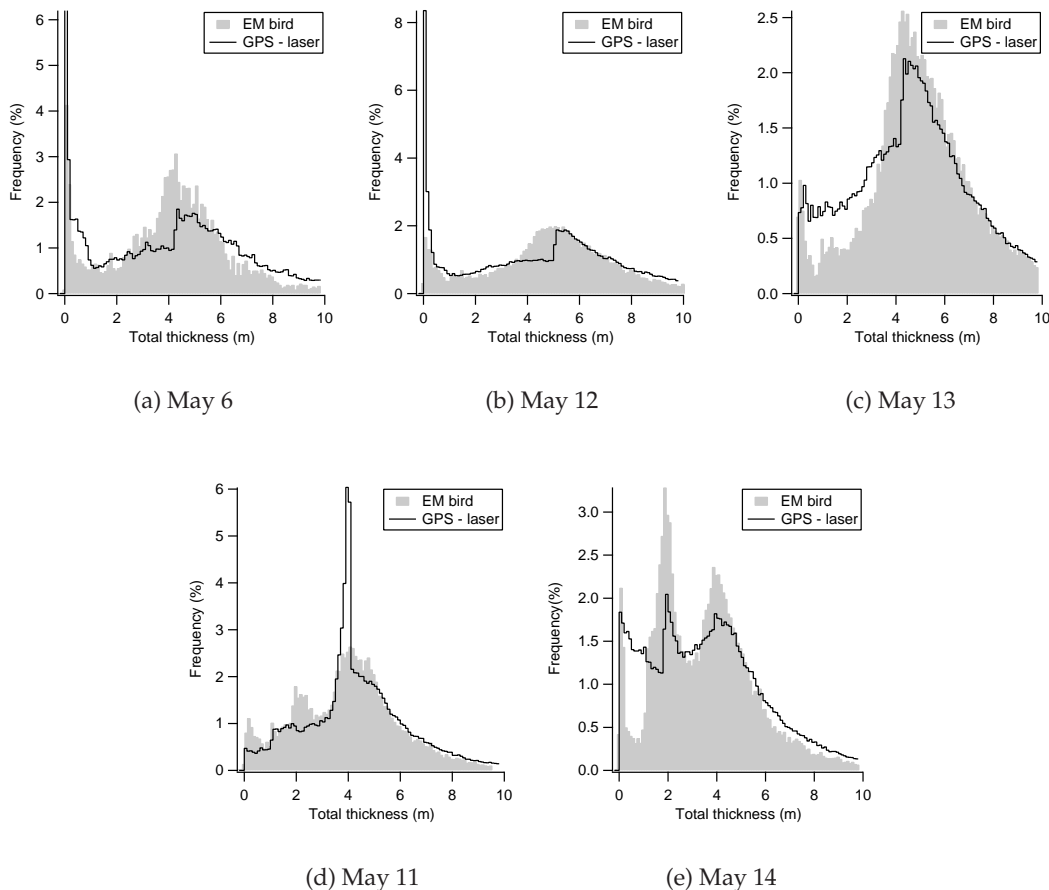 EM bird
GPS - laser
Frequency (%)
6
5
4
3
2
1
0
0 2 4 6 8 10
Total thickness (m)
(a) May 6
EM bird
GPS - laser
Frequency (%)
8
6
4
2
0
0 2 4 6 8 10
Total thickness (m)
(b) May 12
EM bird
GPS - laser
Frequency (%)
2.5
2.0
1.5
1.0
0.5
0.0
0 2 4 6 8 10
Total thickness (m)
(c) May 13
EM bird
GPS - laser
Frequency (%)
6
5
4
3
2
1
0
0 2 4 6 8 10
Total thickness (m)
(d) May 11
EM bird
GPS - laser
Frequency(%)
3.0
2.5
2.0
1.5
1.0
0.5
0.0
0 2 4 6 8 10
Total thickness (m)
(e) May 14